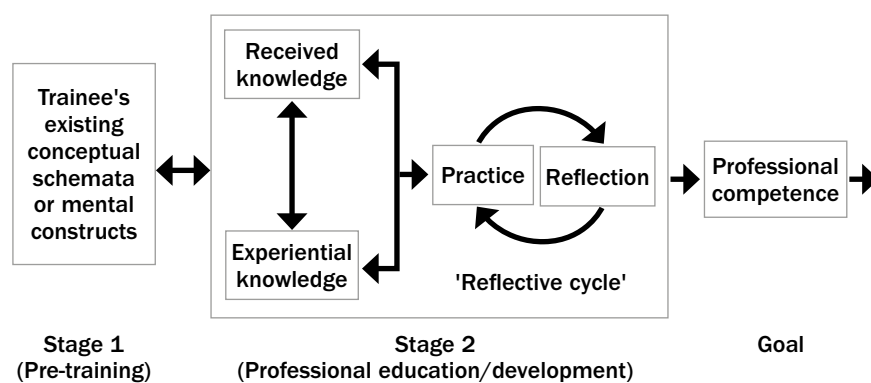 Trainee's
existing
conceptual
schemata
or mental
constructs
Received
knowledge
Experiential
knowledge
Practice
Reflection
'Reflective cycle'
Professional
competence
Stage 1
(Pre-training)
Stage 2
(Professional education/development)
Goal